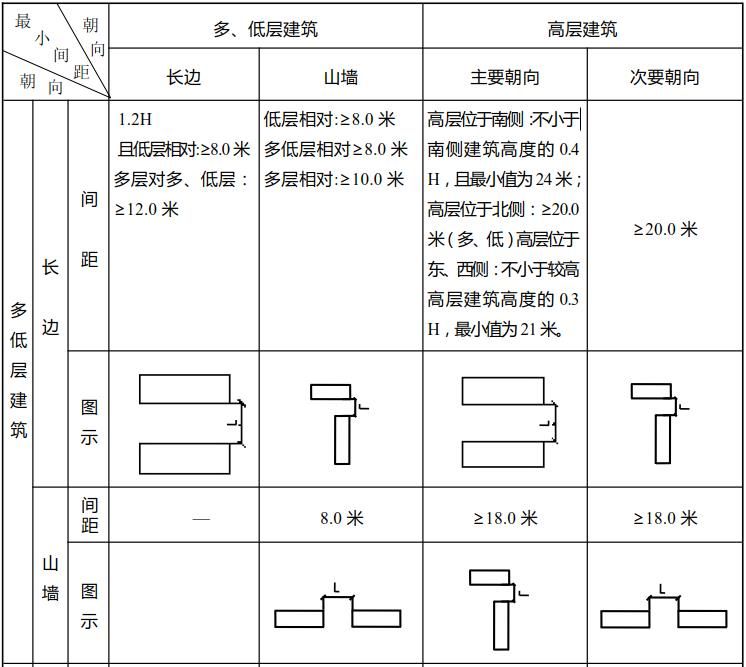 最小间距
朝向
朝向
多、低层建筑
高层建筑
长边
山墙
主要朝向
次要朝向
多低层建筑
长边
间距
1.2H
且低层相对:≥8.0 米
多层对多、低层：
≥12.0 米
低层相对:≥8.0 米
多低层相对≥8.0 米
多层相对:≥10.0 米
高层位于南侧:不小于
南侧建筑高度的 0.4
H，且最小值为 24 米；
高层位于北侧：≥20.0
米（多、低）高层位于
东、西侧：不小于较高
高层建筑高度的 0.3
H，最小值为 21 米。
≥20.0 米
图示
L
L
L
L
山墙
间距
—
8.0 米
≥18.0 米
≥18.0 米
图示
L
L
L